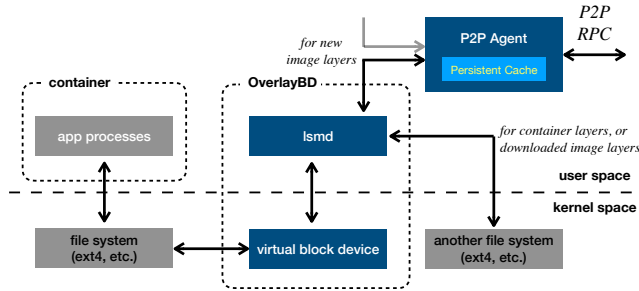 P2P
RPC
P2P Agent
Persistent Cache
for new
image layers
container
OverlayBD
app processes
lsmd
for container layers, or
downloaded image layers
user space
kernel space
file system
(ext4, etc.)
virtual block device
another file system
(ext4, etc.)